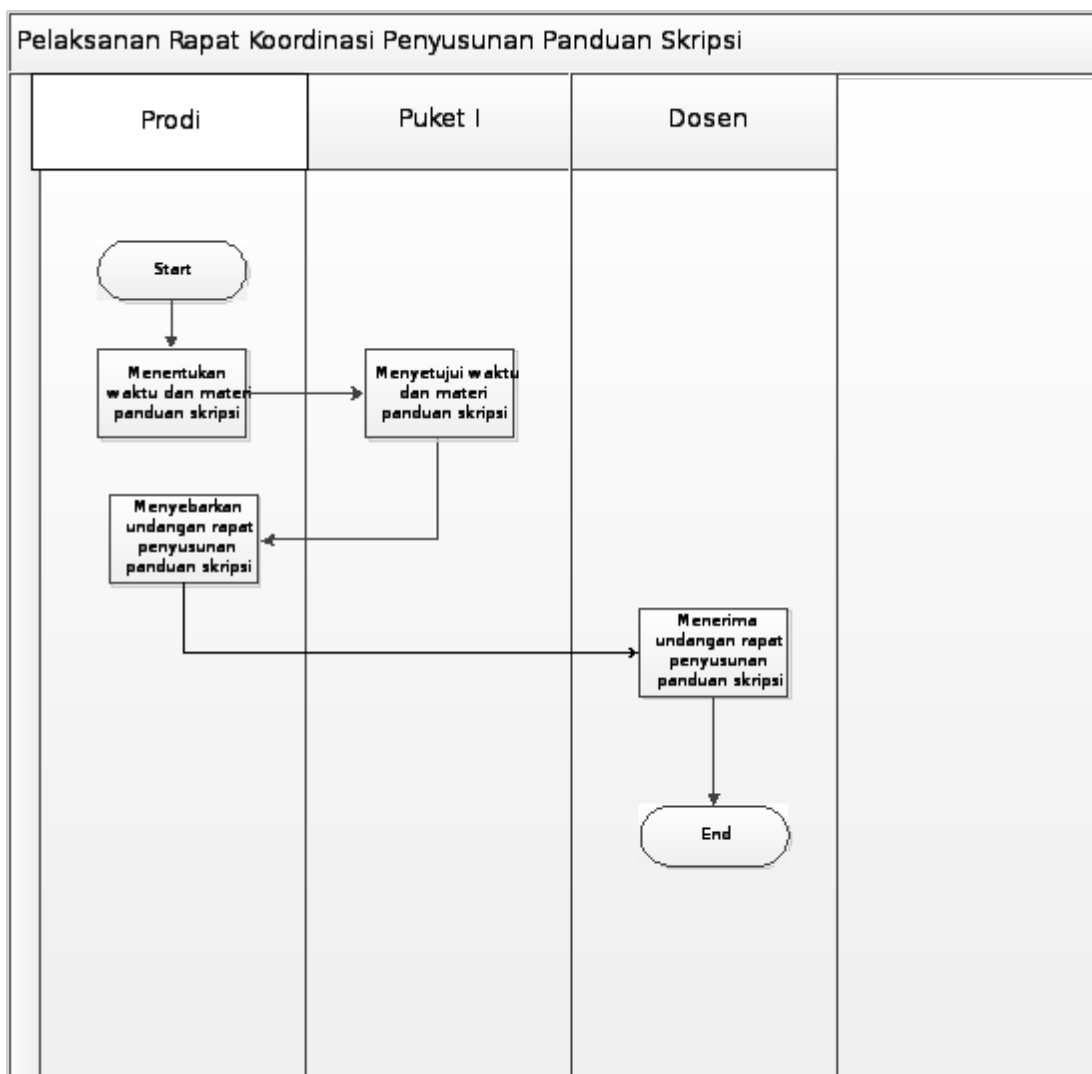 Pelaksanan Rapat Koordinasi Penyusunan Panduan Skripsi
Prodi
Puket I
Dosen
Start
Menentukan
waktu dan materi
panduan skripsi
Menyetujui waktu
dan materi
panduan skripsi
Menyebarkan
undangan rapat
penyusunan
panduan skripsi
Menerima
undangan rapat
penyusunan
panduan skripsi
End